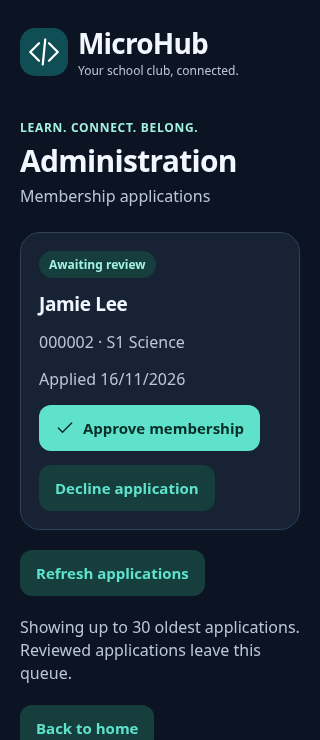 MicroHub
Your school club, connected.
LEARN. CONNECT. BELONG.
Administration
Membership applications
Awaiting review
Jamie Lee
000002 · S1 Science
Applied 16/11/2026
Approve membership
Decline application
Refresh applications
Showing up to 30 oldest applications.
Reviewed applications leave this
queue.
Back to home